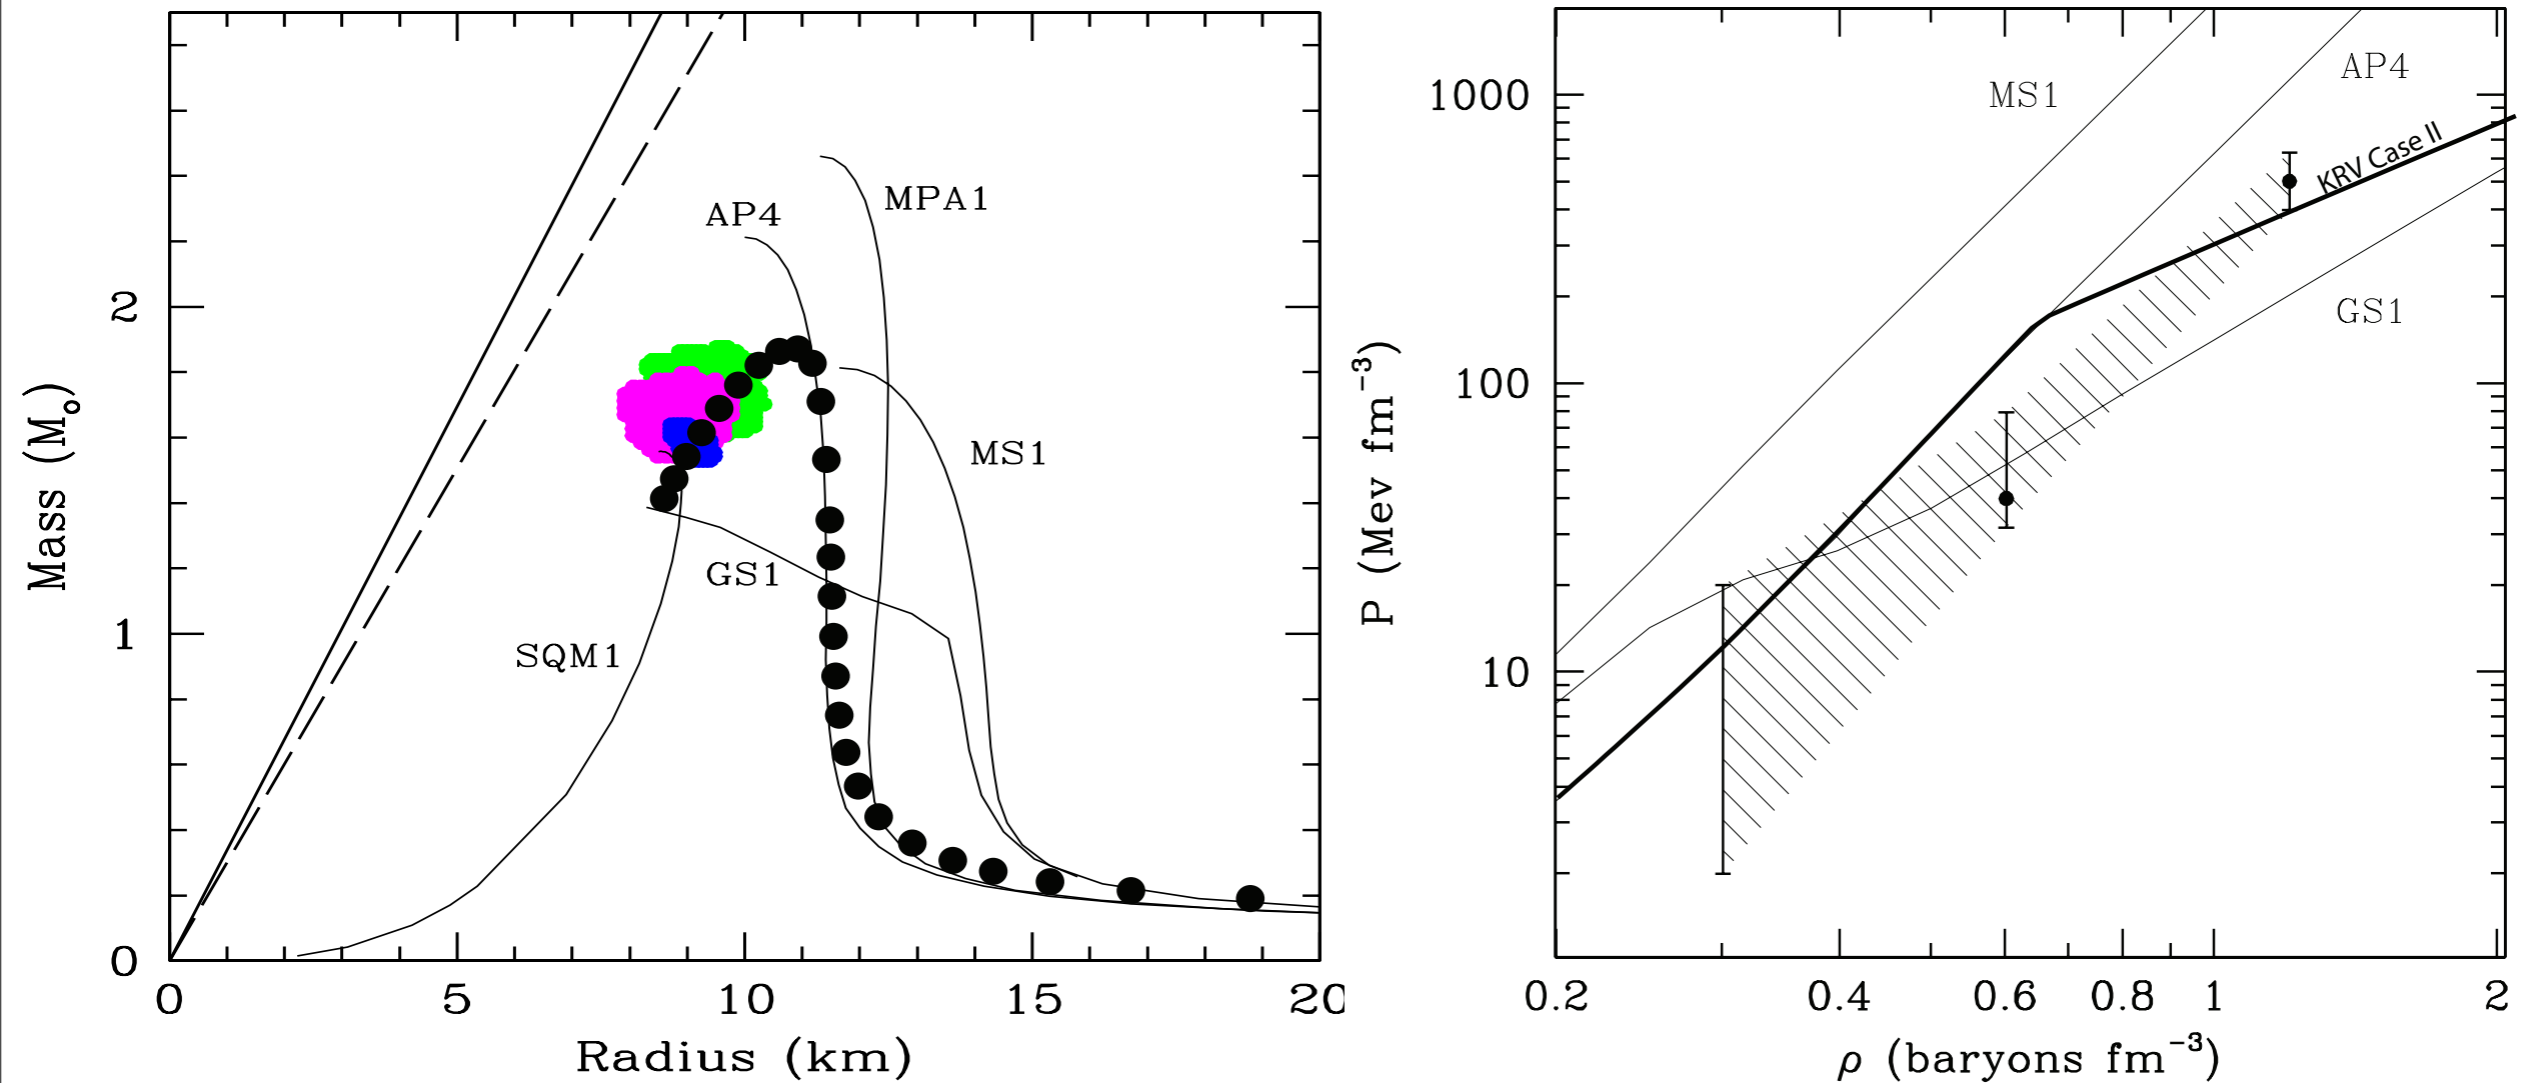 Mass (M₀)
2
1
0
AP4
MPA1
MS1
GS1
SQM1
0 5 10 15 20
Radius (km)
P (Mev fm⁻³)
1000
100
10
MS1
AP4
KRV Case II
GS1
0.2 0.4 0.6 0.8 1 2
ρ (baryons fm⁻³)